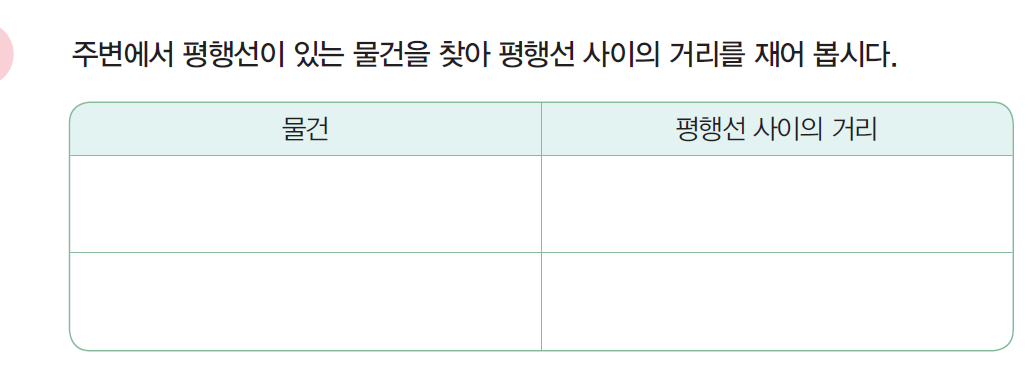 주변에서 평행선이 있는 물건을 찾아 평행선 사이의 거리를 재어 봅시다.
물건 평행선 사이의 거리